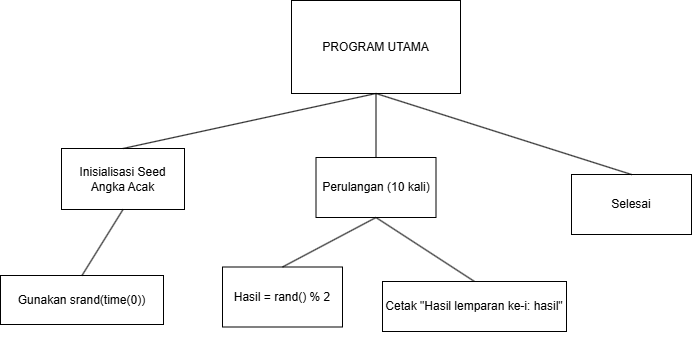 PROGRAM UTAMA
Inisialisasi Seed
Angka Acak
Perulangan (10 kali)
Selesai
Gunakan srand(time(0))
Hasil = rand() % 2
Cetak "Hasil lemparan ke-i: hasil"